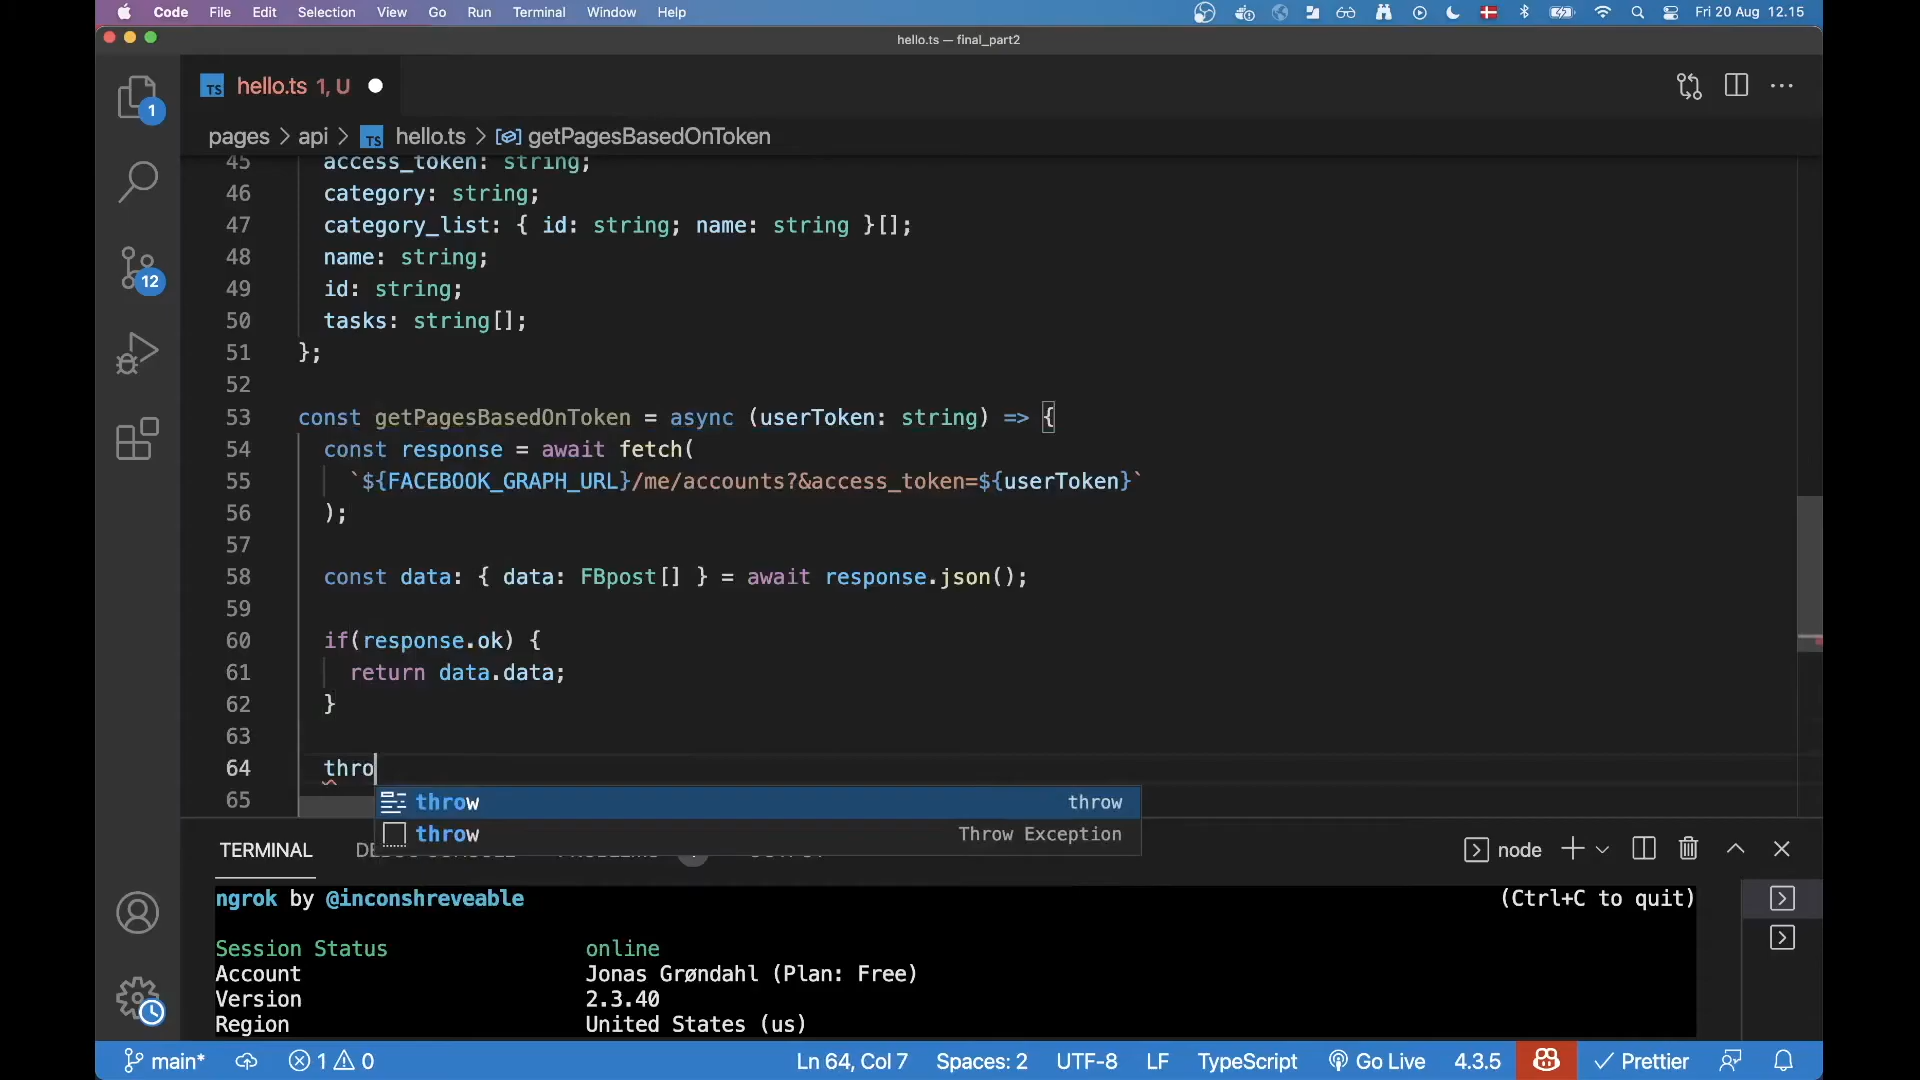 Code File Edit Selection View Go Run Terminal Window Help Fri 20 Aug 12.15
hello.ts — final_part2
TS hello.ts 1, U
pages > api > TS hello.ts > getPagesBasedOnToken
1
12
45 access_token: string;
46 category: string;
47 category_list: { id: string; name: string }[];
48 name: string;
49 id: string;
50 tasks: string[];
51 };
52
53 const getPagesBasedOnToken = async (userToken: string) => {
54 const response = await fetch(
55 `${FACEBOOK_GRAPH_URL}/me/accounts?&access_token=${userToken}`
56 );
57
58 const data: { data: FBpost[] } = await response.json();
59
60 if(response.ok) {
61 return data.data;
62 }
63
64 thro
65
throw throw
throw Throw Exception
TERMINAL node
ngrok by @inconshreveable (Ctrl+C to quit)
Session Status online
Account Jonas Grøndahl (Plan: Free)
Version 2.3.40
Region United States (us)
main* 1 0 Ln 64, Col 7 Spaces: 2 UTF-8 LF TypeScript Go Live 4.3.5 Prettier